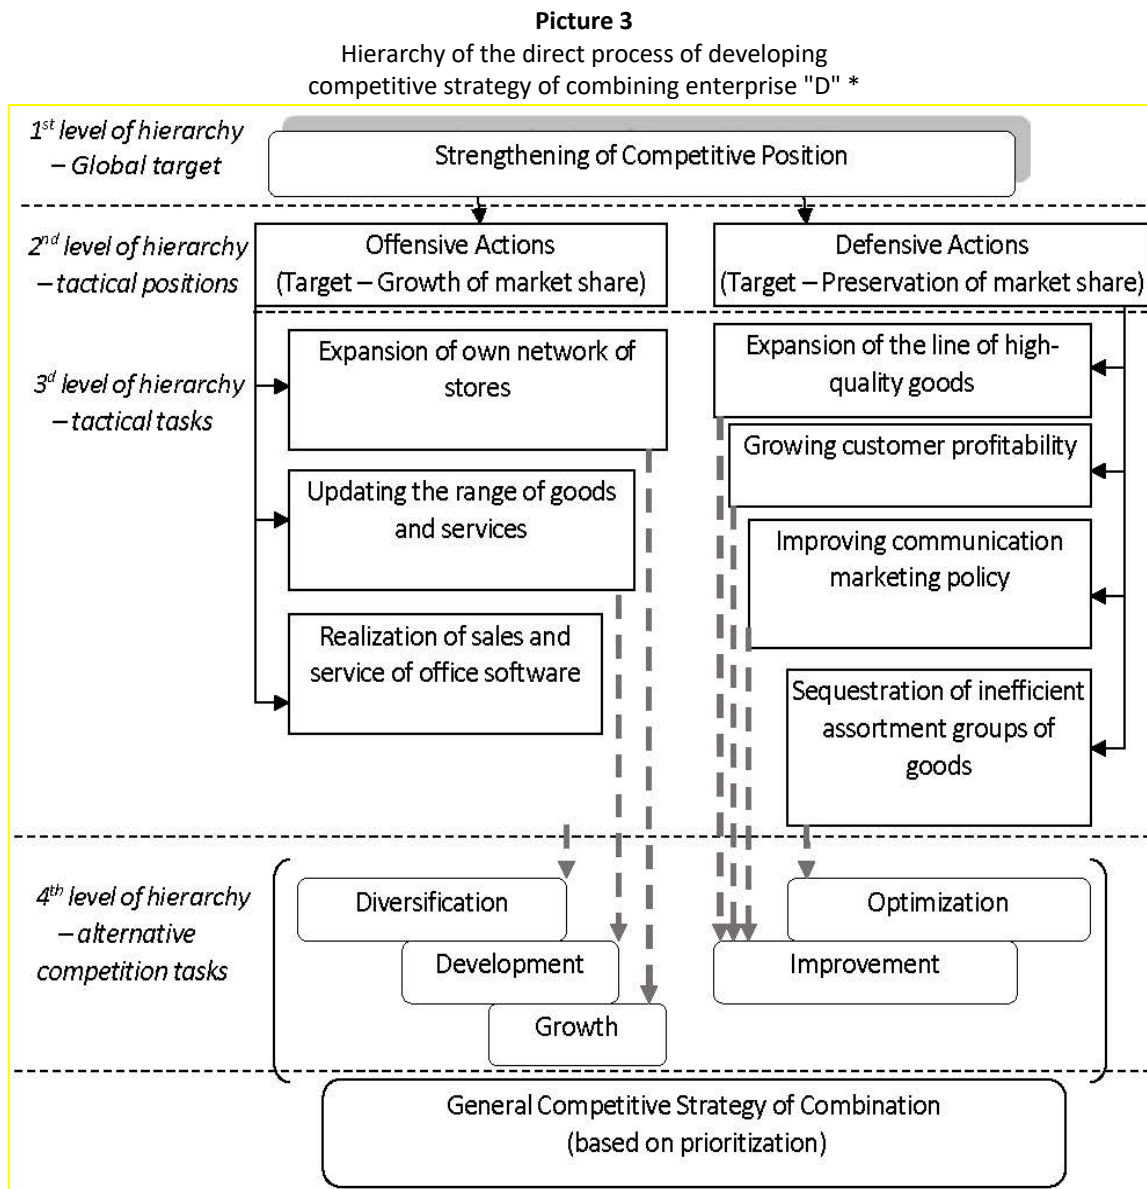 Picture 3
Hierarchy of the direct process of developing
competitive strategy of combining enterprise "D" *
1st level of hierarchy
– Global target
Strengthening of Competitive Position
2nd level of hierarchy
– tactical positions
Offensive Actions
(Target – Growth of market share)
Defensive Actions
(Target – Preservation of market share)
3d level of hierarchy
– tactical tasks
Expansion of own network of
stores
Updating the range of goods
and services
Realization of sales and
service of office software
Expansion of the line of high-
quality goods
Growing customer profitability
Improving communication
marketing policy
Sequestration of inefficient
assortment groups of
goods
4th level of hierarchy
– alternative
competition tasks
Diversification
Development
Growth
Optimization
Improvement
General Competitive Strategy of Combination
(based on prioritization)